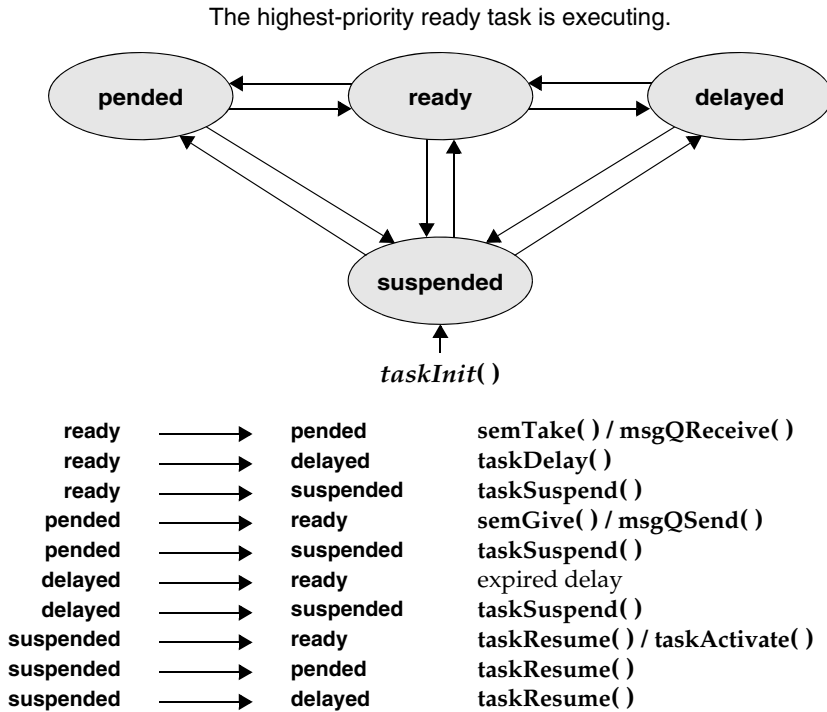 The highest-priority ready task is executing.
pended
ready
delayed
suspended
taskInit( )
ready pended semTake( ) / msgQReceive( )
ready delayed taskDelay( )
ready suspended taskSuspend( )
pended ready semGive( ) / msgQSend( )
pended suspended taskSuspend( )
delayed ready expired delay
delayed suspended taskSuspend( )
suspended ready taskResume( ) / taskActivate( )
suspended pended taskResume( )
suspended delayed taskResume( )